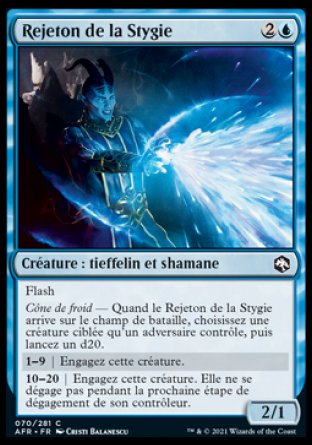 Rejeton de la Stygie 2
Créature : tieffelin et shamane
Flash
Cône de froid — Quand le Rejeton de la Stygie
arrive sur le champ de bataille, choisissez une
créature ciblée qu'un adversaire contrôle, puis
lancez un d20.
1–9 | Engagez cette créature.
10–20 | Engagez cette créature. Elle ne se
dégage pas pendant la prochaine étape de
dégagement de son contrôleur.
2/1
070/281 C
AFR • FR Cristi Balanescu
™ & © 2021 Wizards of the Coast